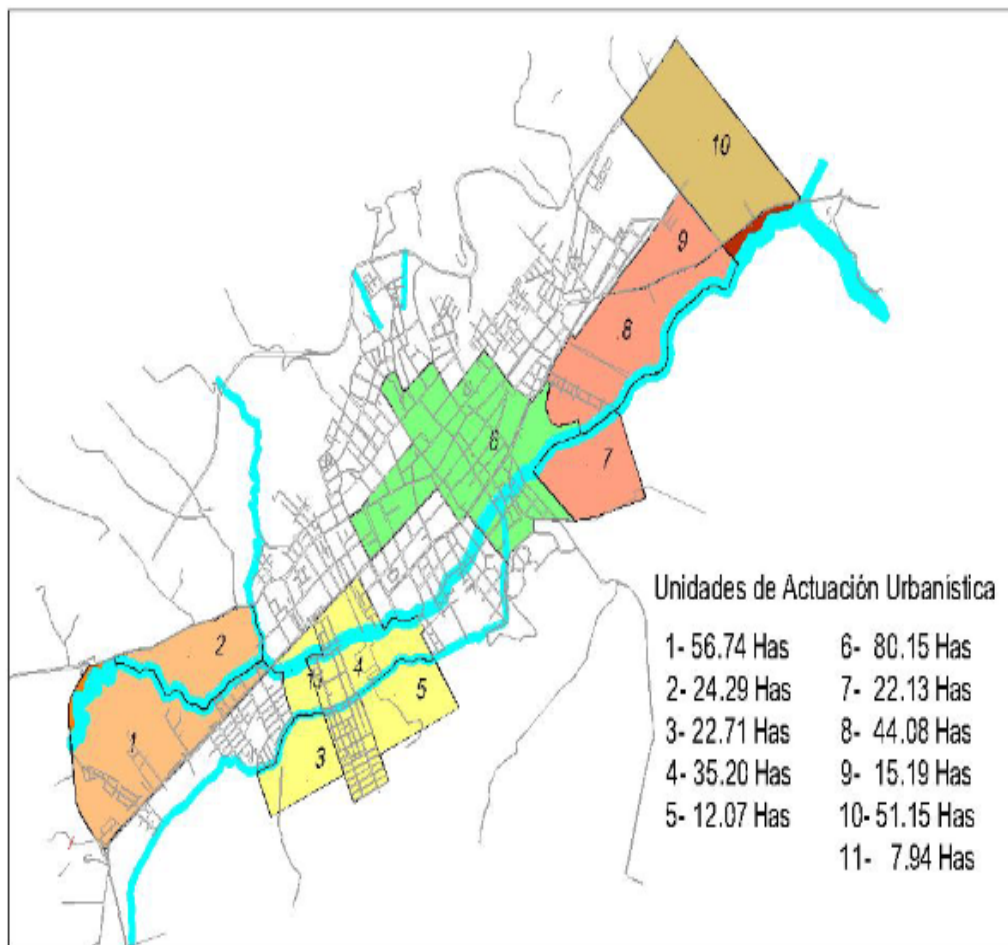 10
9
8
6
7
2
4
5
3
1
Unidades de Actuación Urbanística
1- 56.74 Has
2- 24.29 Has
3- 22.71 Has
4- 35.20 Has
5- 12.07 Has
6- 80.15 Has
7- 22.13 Has
8- 44.08 Has
9- 15.19 Has
10- 51.15 Has
11- 7.94 Has